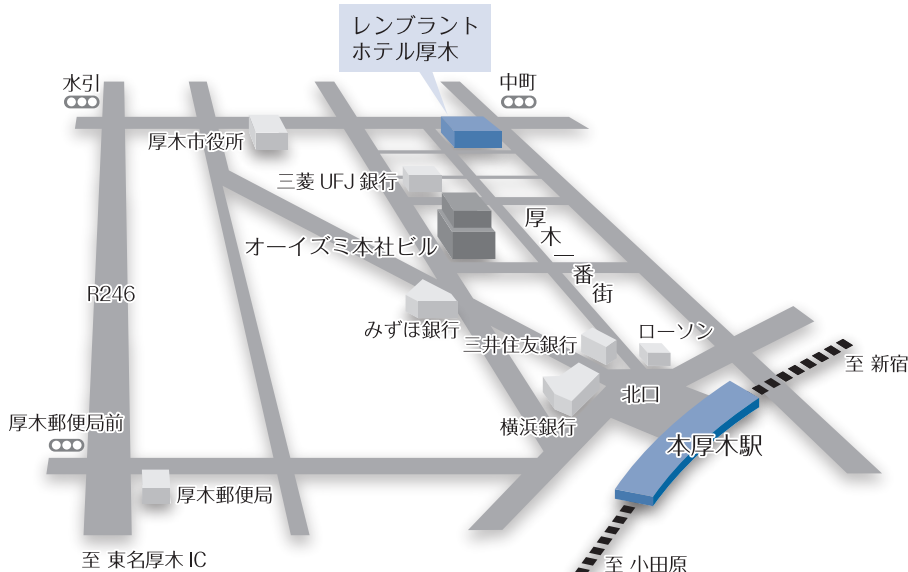 レンブラント
ホテル厚木
水引
中町
厚木市役所
三菱 UFJ 銀行
厚木一番街
オーイズミ本社ビル
R246
みずほ銀行
三井住友銀行
ローソン
至 新宿
北口
厚木郵便局前
横浜銀行
本厚木駅
厚木郵便局
至 東名厚木 IC
至 小田原